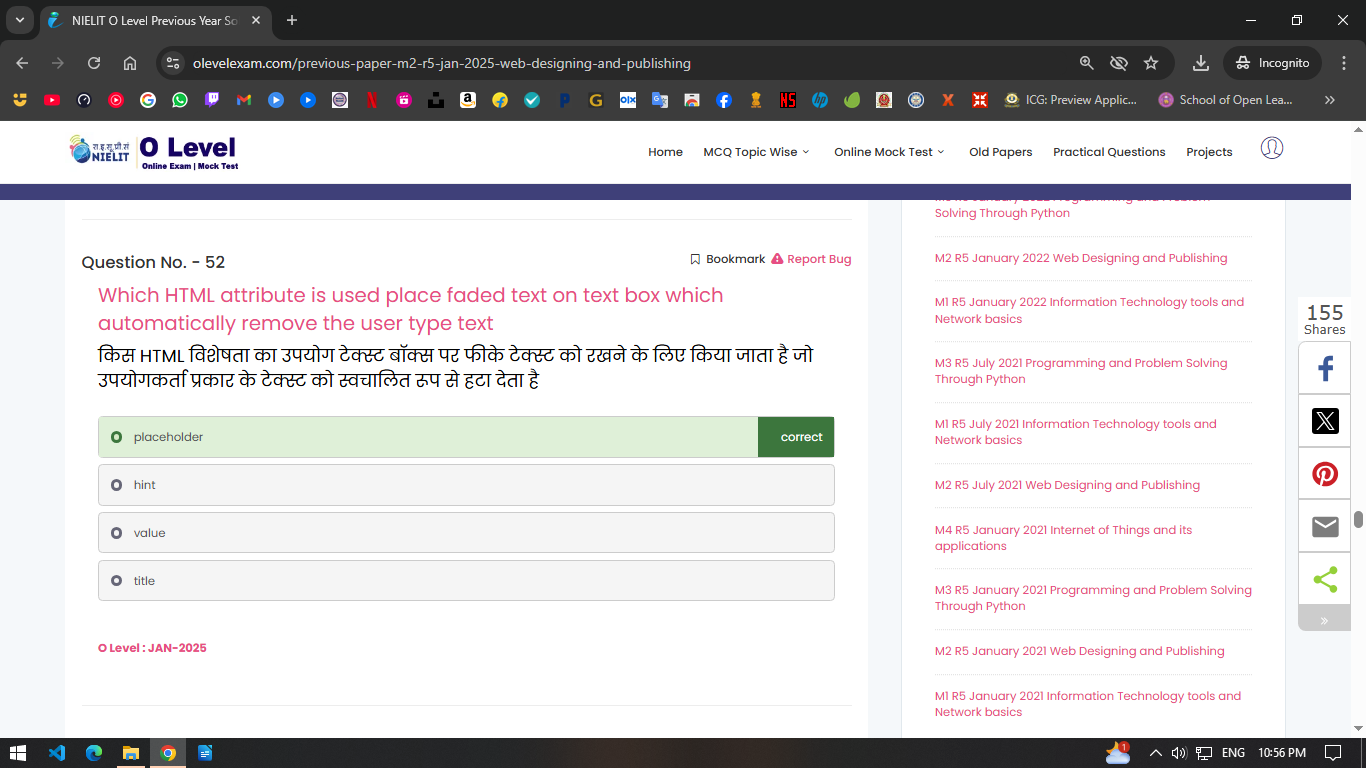 NIELIT O Level Previous Year So
olevelexam.com/previous-paper-m2-r5-jan-2025-web-designing-and-publishing
Incognito
ICG: Preview Applic...
School of Open Lea...
NIELIT
O Level
Online Exam | Mock Test
Home
MCQ Topic Wise
Online Mock Test
Old Papers
Practical Questions
Projects
Question No. - 52
Bookmark
Report Bug
Which HTML attribute is used place faded text on text box which
automatically remove the user type text
किस HTML विशेषता का उपयोग टेक्स्ट बॉक्स पर फीके टेक्स्ट को रखने के लिए किया जाता है जो
उपयोगकर्ता प्रकार के टेक्स्ट को स्वचालित रूप से हटा देता है
placeholder
correct
hint
value
title
O Level : JAN-2025
Solving Through Python
M2 R5 January 2022 Web Designing and Publishing
M1 R5 January 2022 Information Technology tools and
Network basics
M3 R5 July 2021 Programming and Problem Solving
Through Python
M1 R5 July 2021 Information Technology tools and
Network basics
M2 R5 July 2021 Web Designing and Publishing
M4 R5 January 2021 Internet of Things and its
applications
M3 R5 January 2021 Programming and Problem Solving
Through Python
M2 R5 January 2021 Web Designing and Publishing
M1 R5 January 2021 Information Technology tools and
Network basics
155
Shares
1
ENG
10:56 PM